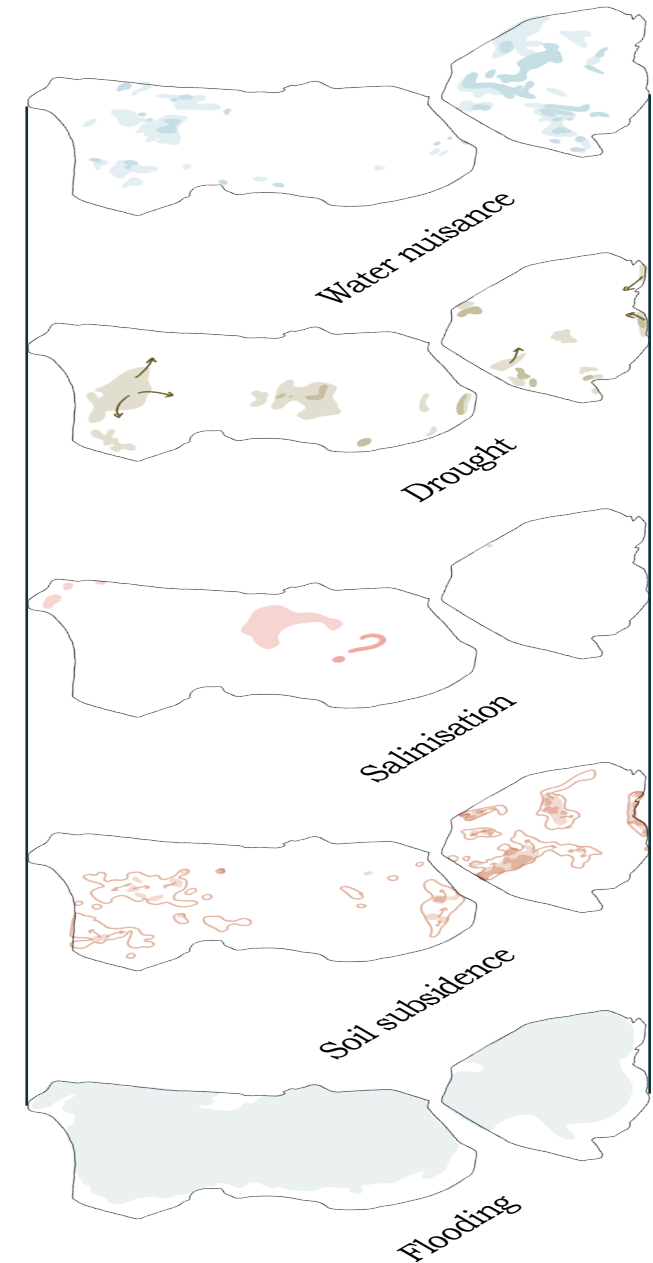 Water nuisance
Drought
Salinisation
Soil subsidence
Flooding